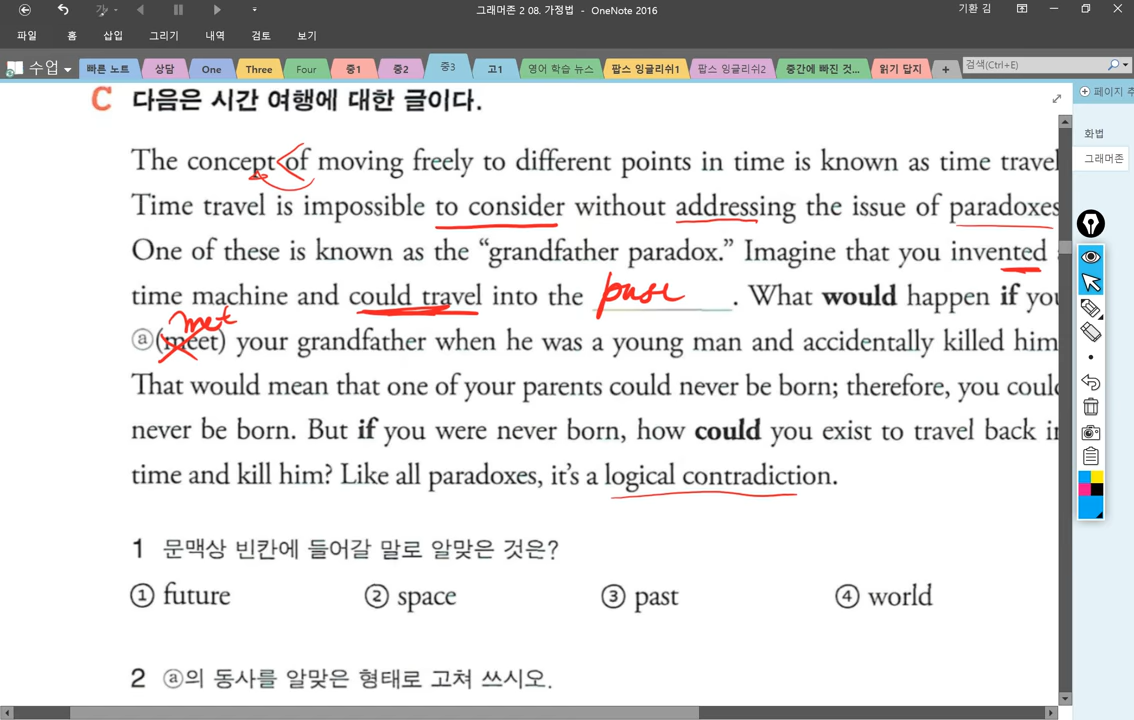 그래머존 2 08. 가정법 - OneNote 2016
기환 김
파일 홈 삽입 그리기 내역 검토 보기
수업 빠른 노트 상담 One Three Four 중1 중2 중3 고1 영어 학습 뉴스 팝스 잉글리쉬1 팝스 잉글리쉬2 중간에 빠진 것... 읽기 답지 + 검색(Ctrl+E)
C 다음은 시간 여행에 대한 글이다.
페이지 추
화법
그래머존
The concept of moving freely to different points in time is known as time travel
Time travel is impossible to consider without addressing the issue of paradoxes
One of these is known as the “grandfather paradox.” Imagine that you invented
time machine and could travel into the . What would happen if you
met
ⓐ(meet) your grandfather when he was a young man and accidentally killed him
That would mean that one of your parents could never be born; therefore, you could
never be born. But if you were never born, how could you exist to travel back in
time and kill him? Like all paradoxes, it’s a logical contradiction.
1 문맥상 빈칸에 들어갈 말로 알맞은 것은?
① future ② space ③ past ④ world
2 ⓐ의 동사를 알맞은 형태로 고쳐 쓰시오.